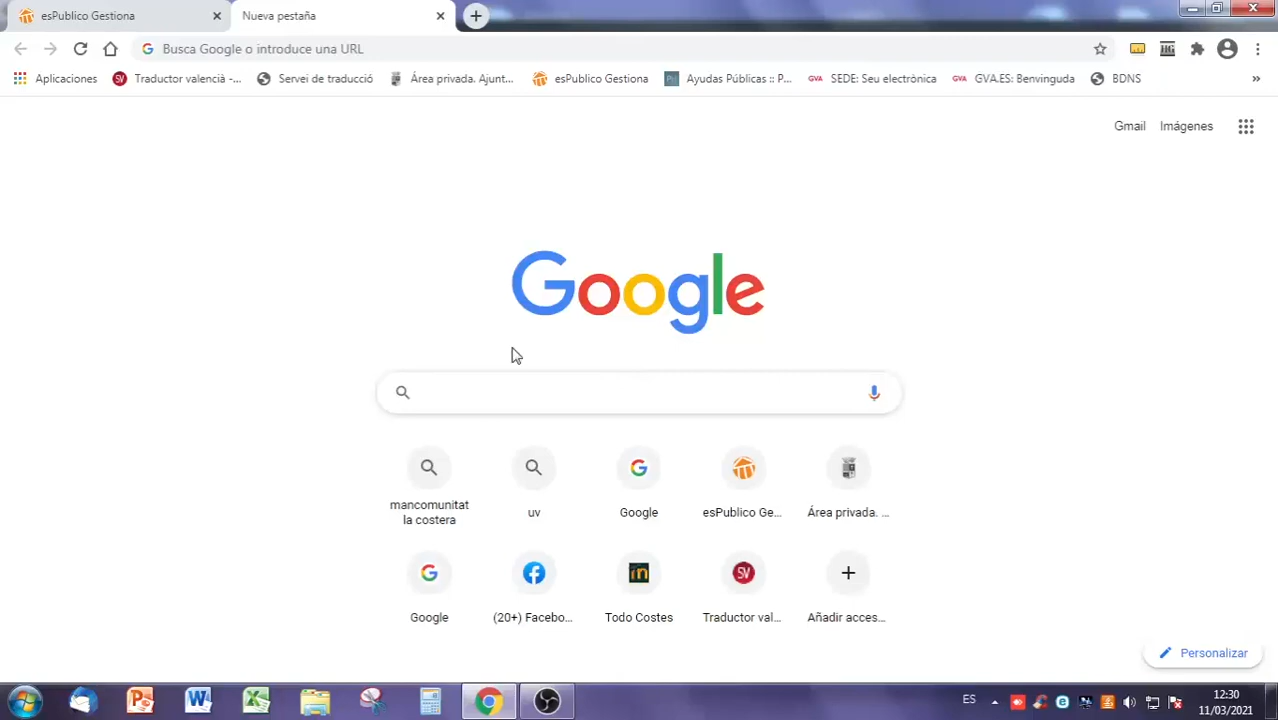 esPublico Gestiona
Nueva pestaña
Busca Google o introduce una URL
Aplicaciones
Traductor valencià -...
Servei de traducció
Área privada. Ajunt...
esPublico Gestiona
Ayudas Públicas :: P...
SEDE: Seu electrònica
GVA.ES: Benvinguda
BDNS
»
Gmail
Imágenes
Google
mancomunitat
la costera
uv
Google
esPublico Ge...
Área privada. ...
Google
(20+) Facebo...
Todo Costes
Traductor val...
Añadir acces...
Personalizar
ES
12:30
11/03/2021